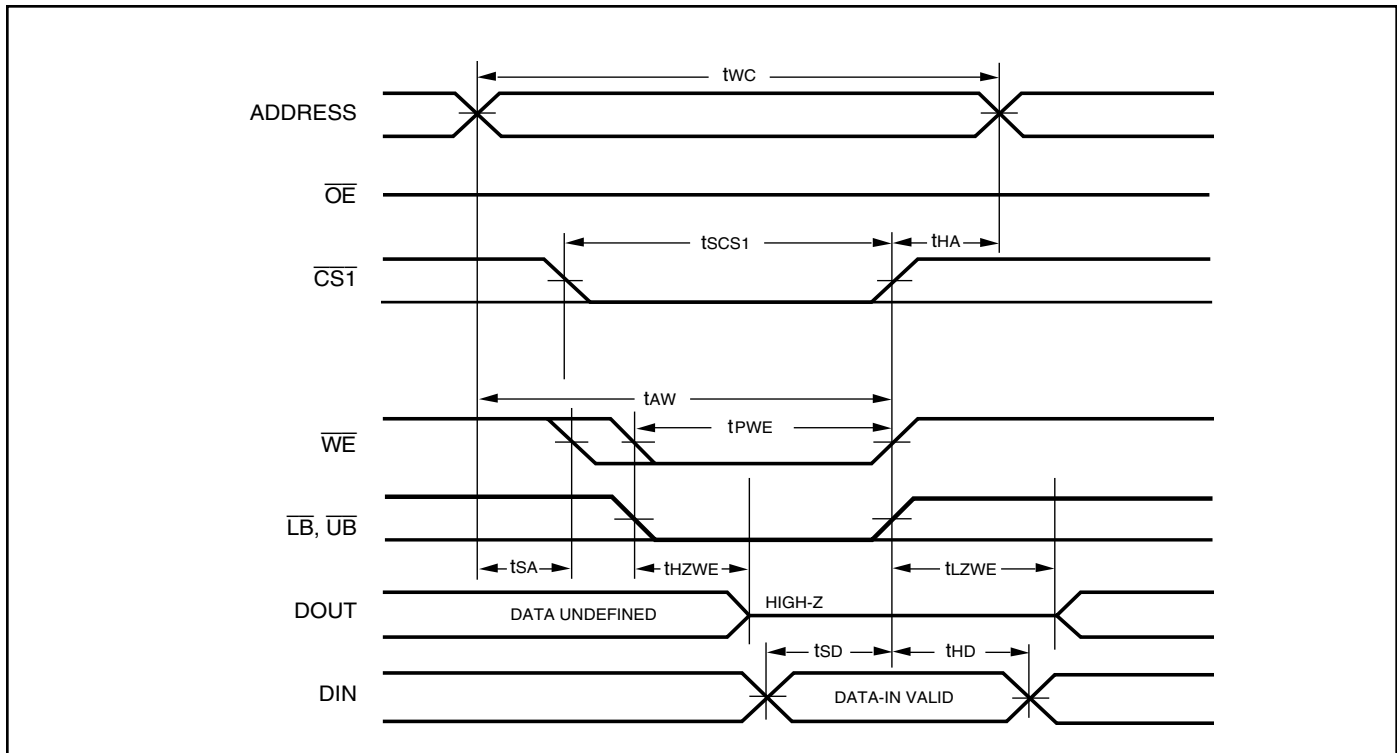 tWC
ADDRESS
OE
tSCS1
tHA
CS1
tAW
tPWE
WE
LB, UB
tSA
tHZWE
tLZWE
DOUT
DATA UNDEFINED
HIGH-Z
tSD
tHD
DIN
DATA-IN VALID